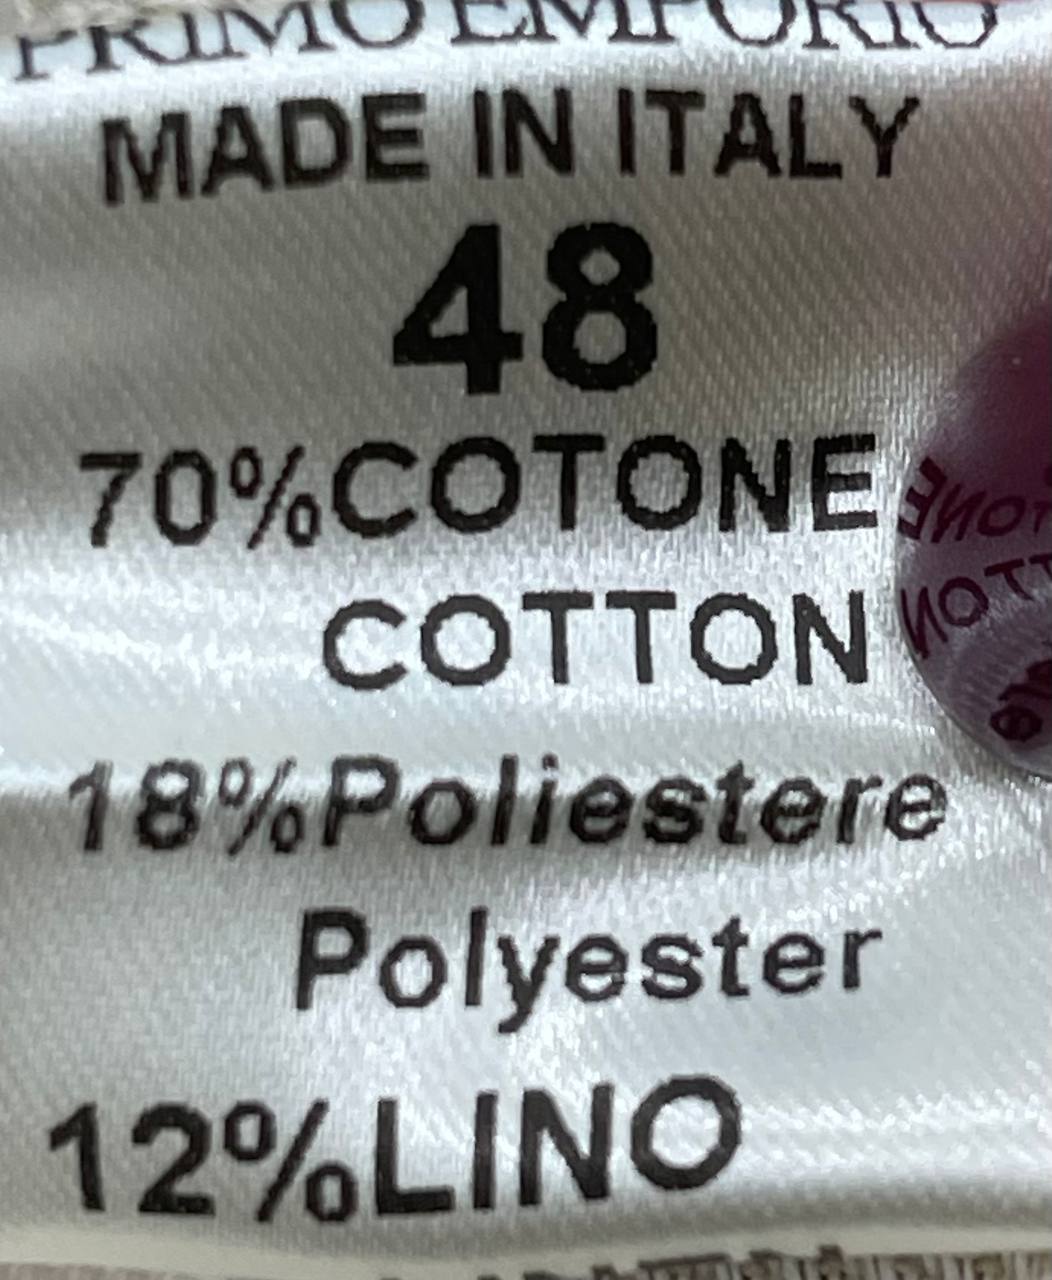 PRIMO EMPORIO
MADE IN ITALY
48
70%COTONE
COTTON
18%Poliestere
Polyester
12%LINO